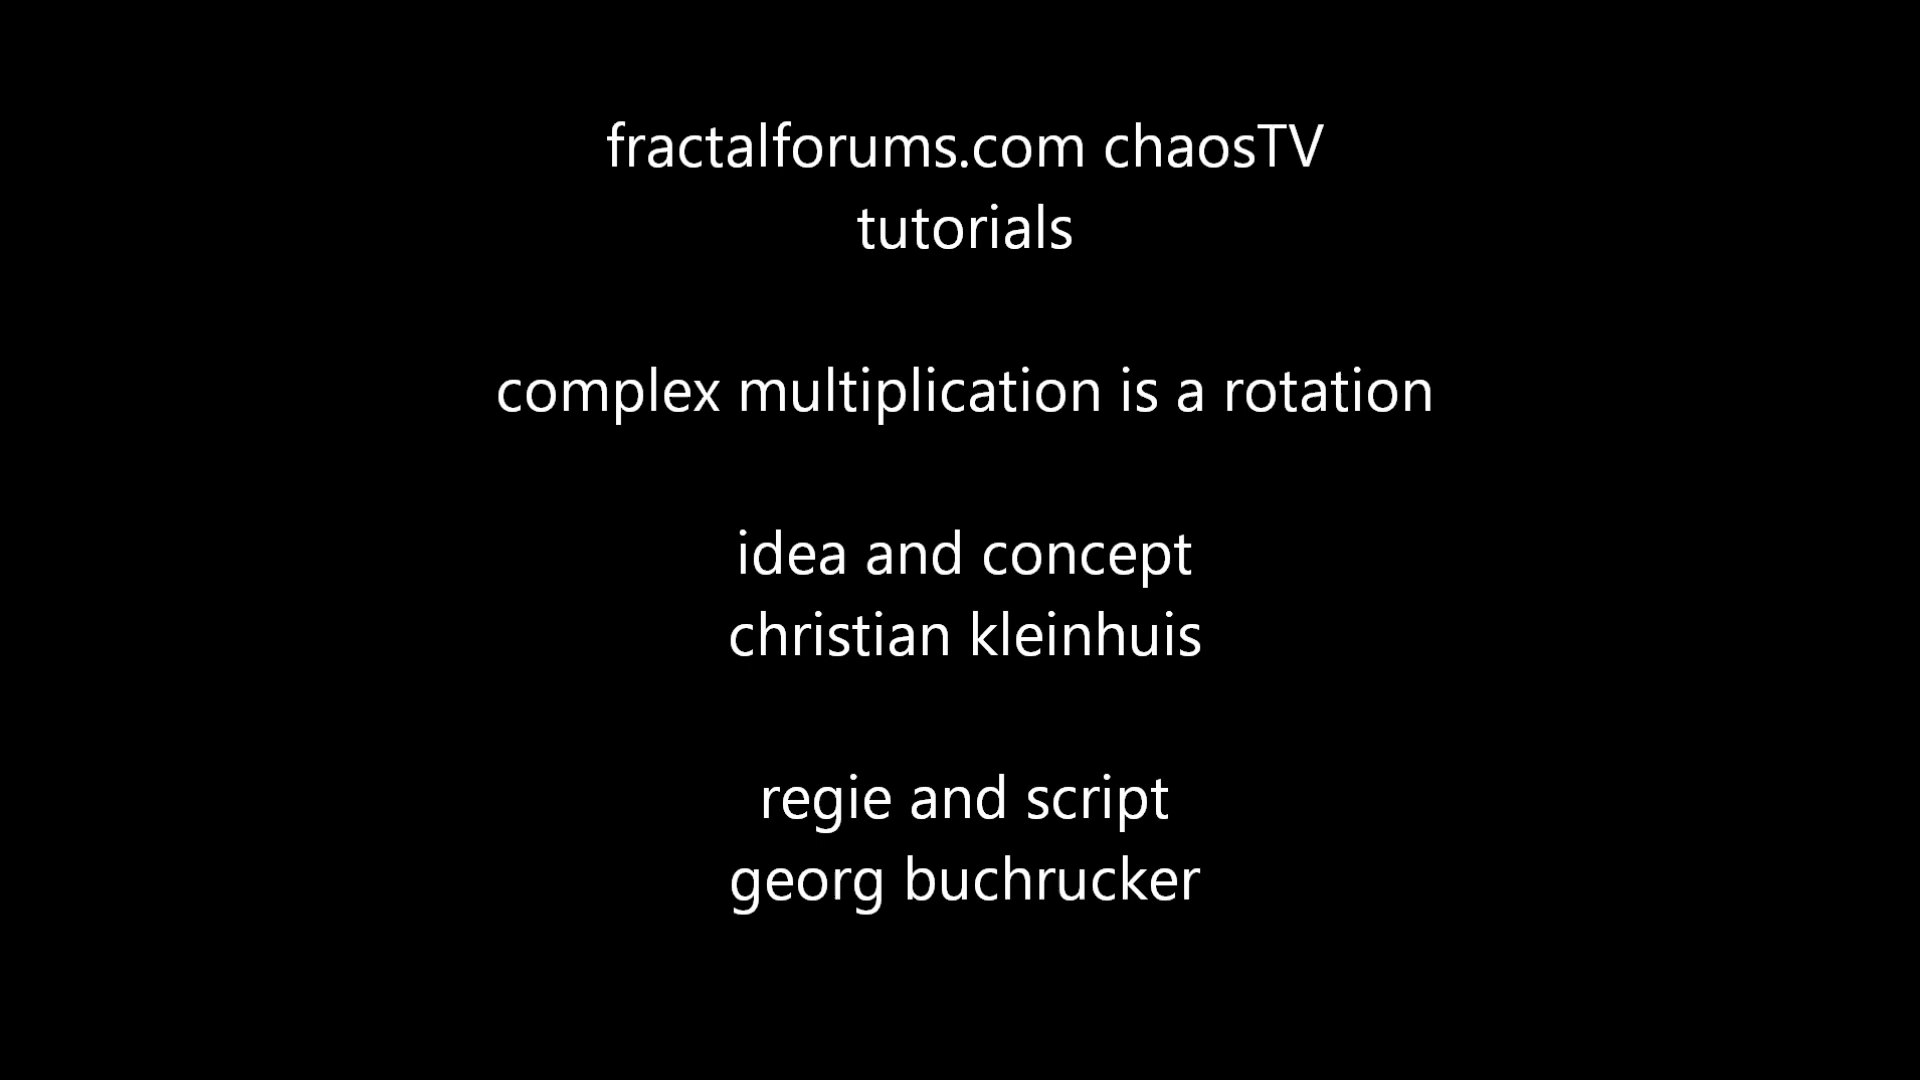 fractalforums.com chaosTV
tutorials
complex multiplication is a rotation
idea and concept
christian kleinhuis
regie and script
georg buchrucker